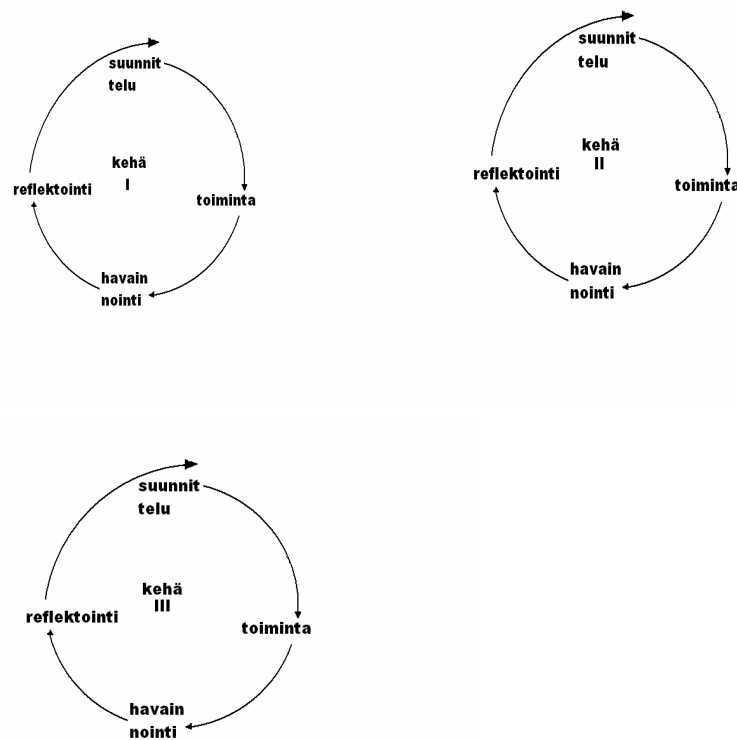 suunnit
telu
kehä
I
reflektointi
toiminta
havain
nointi
suunnit
telu
kehä
II
reflektointi
toiminta
havain
nointi
suunnit
telu
kehä
III
reflektointi
toiminta
havain
nointi